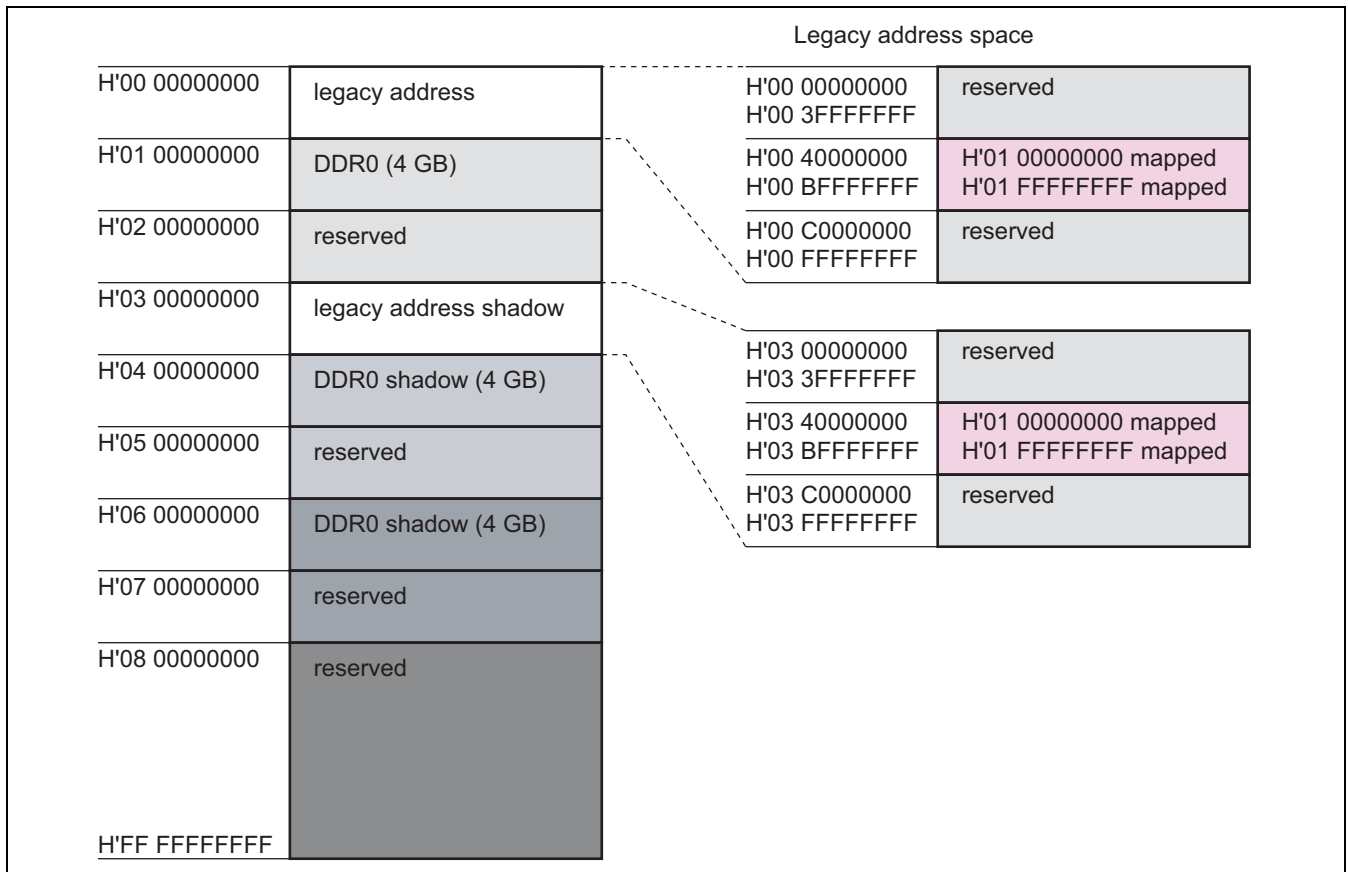 Legacy address space
H'00 00000000 legacy address
H'01 00000000 DDR0 (4 GB)
H'02 00000000 reserved
H'03 00000000 legacy address shadow
H'04 00000000 DDR0 shadow (4 GB)
H'05 00000000 reserved
H'06 00000000 DDR0 shadow (4 GB)
H'07 00000000 reserved
H'08 00000000 reserved
H'FF FFFFFFFF
H'00 00000000 reserved
H'00 3FFFFFFF
H'00 40000000 H'01 00000000 mapped
H'00 BFFFFFFF H'01 FFFFFFFF mapped
H'00 C0000000 reserved
H'00 FFFFFFFF
H'03 00000000 reserved
H'03 3FFFFFFF
H'03 40000000 H'01 00000000 mapped
H'03 BFFFFFFF H'01 FFFFFFFF mapped
H'03 C0000000 reserved
H'03 FFFFFFFF